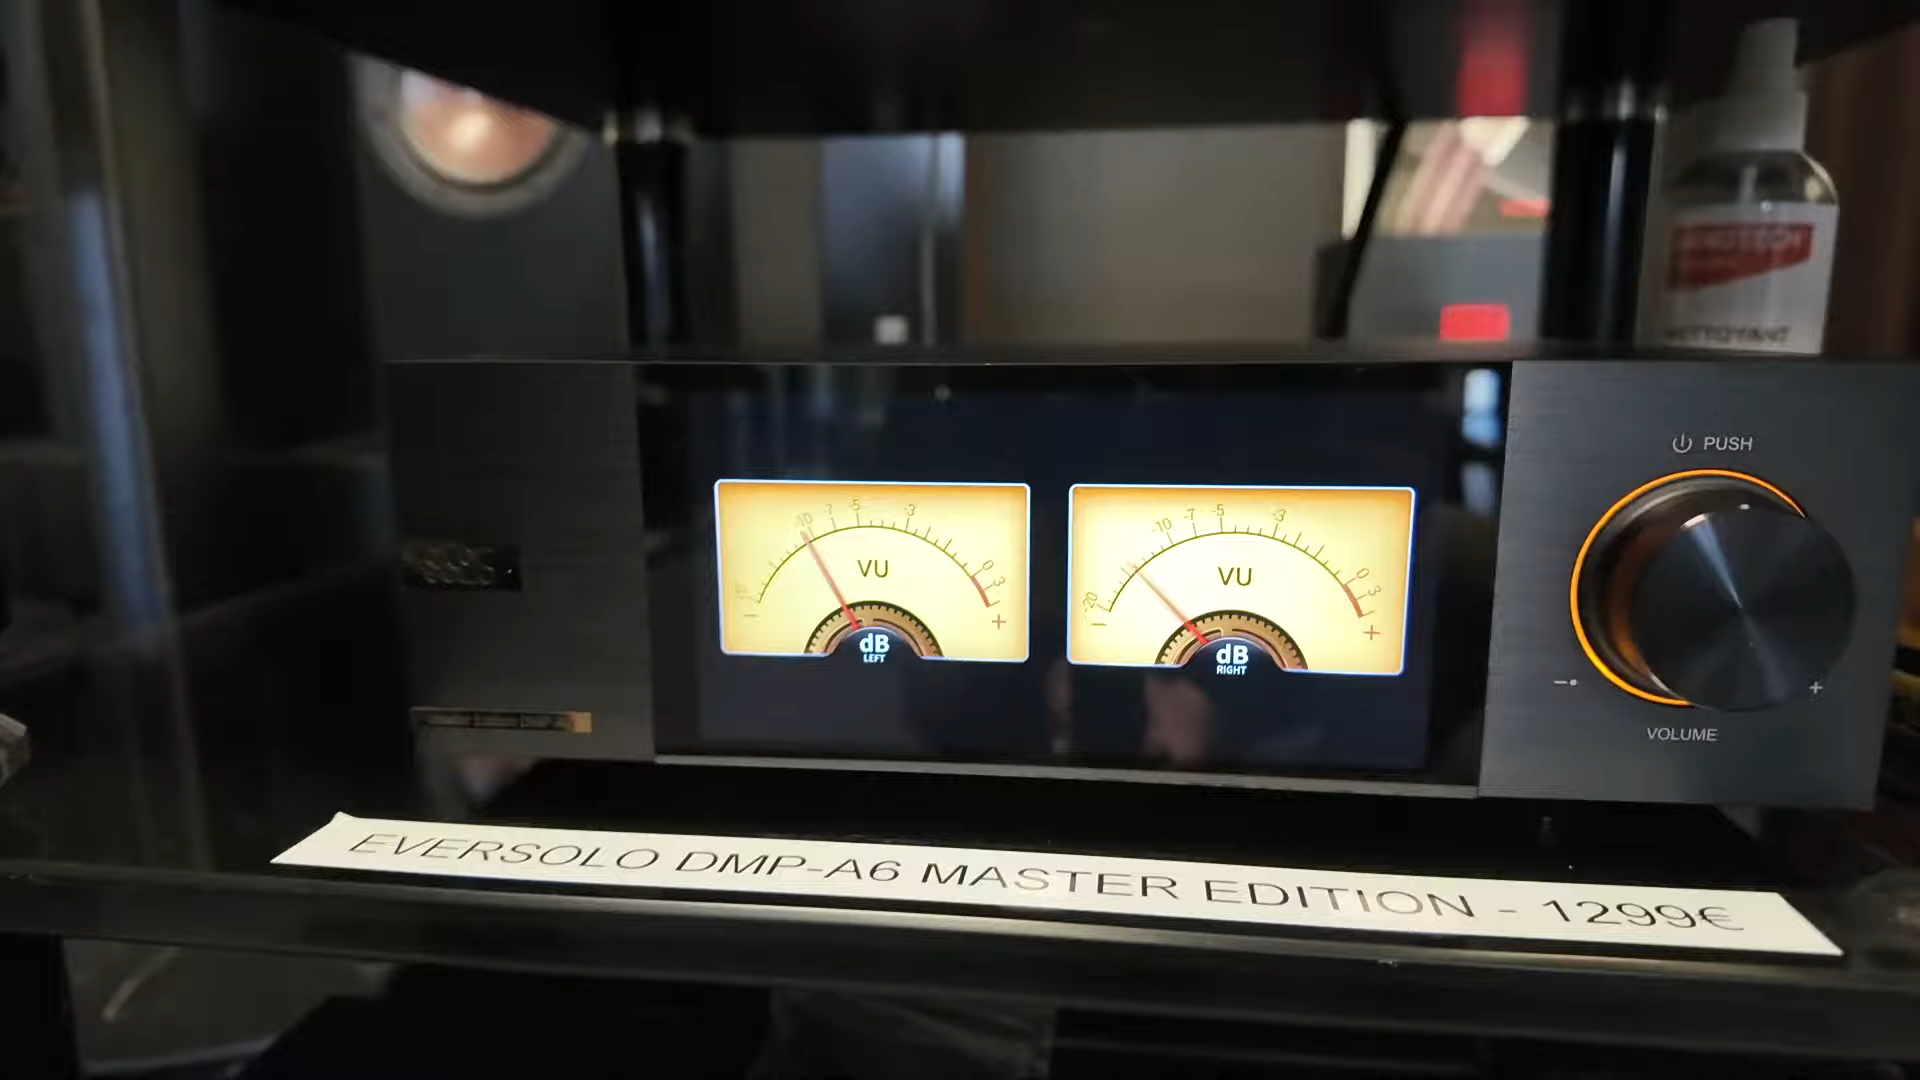 NETTOYANT
PUSH
-20 -10 -7 -5 -3 0 3
VU
- +
dB
LEFT
-20 -10 -7 -5 -3 0 3
VU
- +
dB
RIGHT
- +
VOLUME
EVERSOLO DMP-A6 MASTER EDITION - 1299€